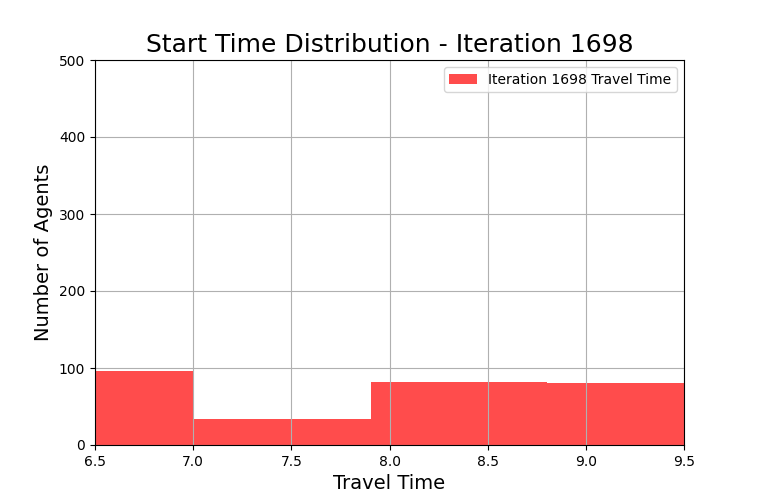 Start Time Distribution - Iteration 1698
Iteration 1698 Travel Time
Number of Agents
500
400
300
200
100
0
6.5 7.0 7.5 8.0 8.5 9.0 9.5
Travel Time